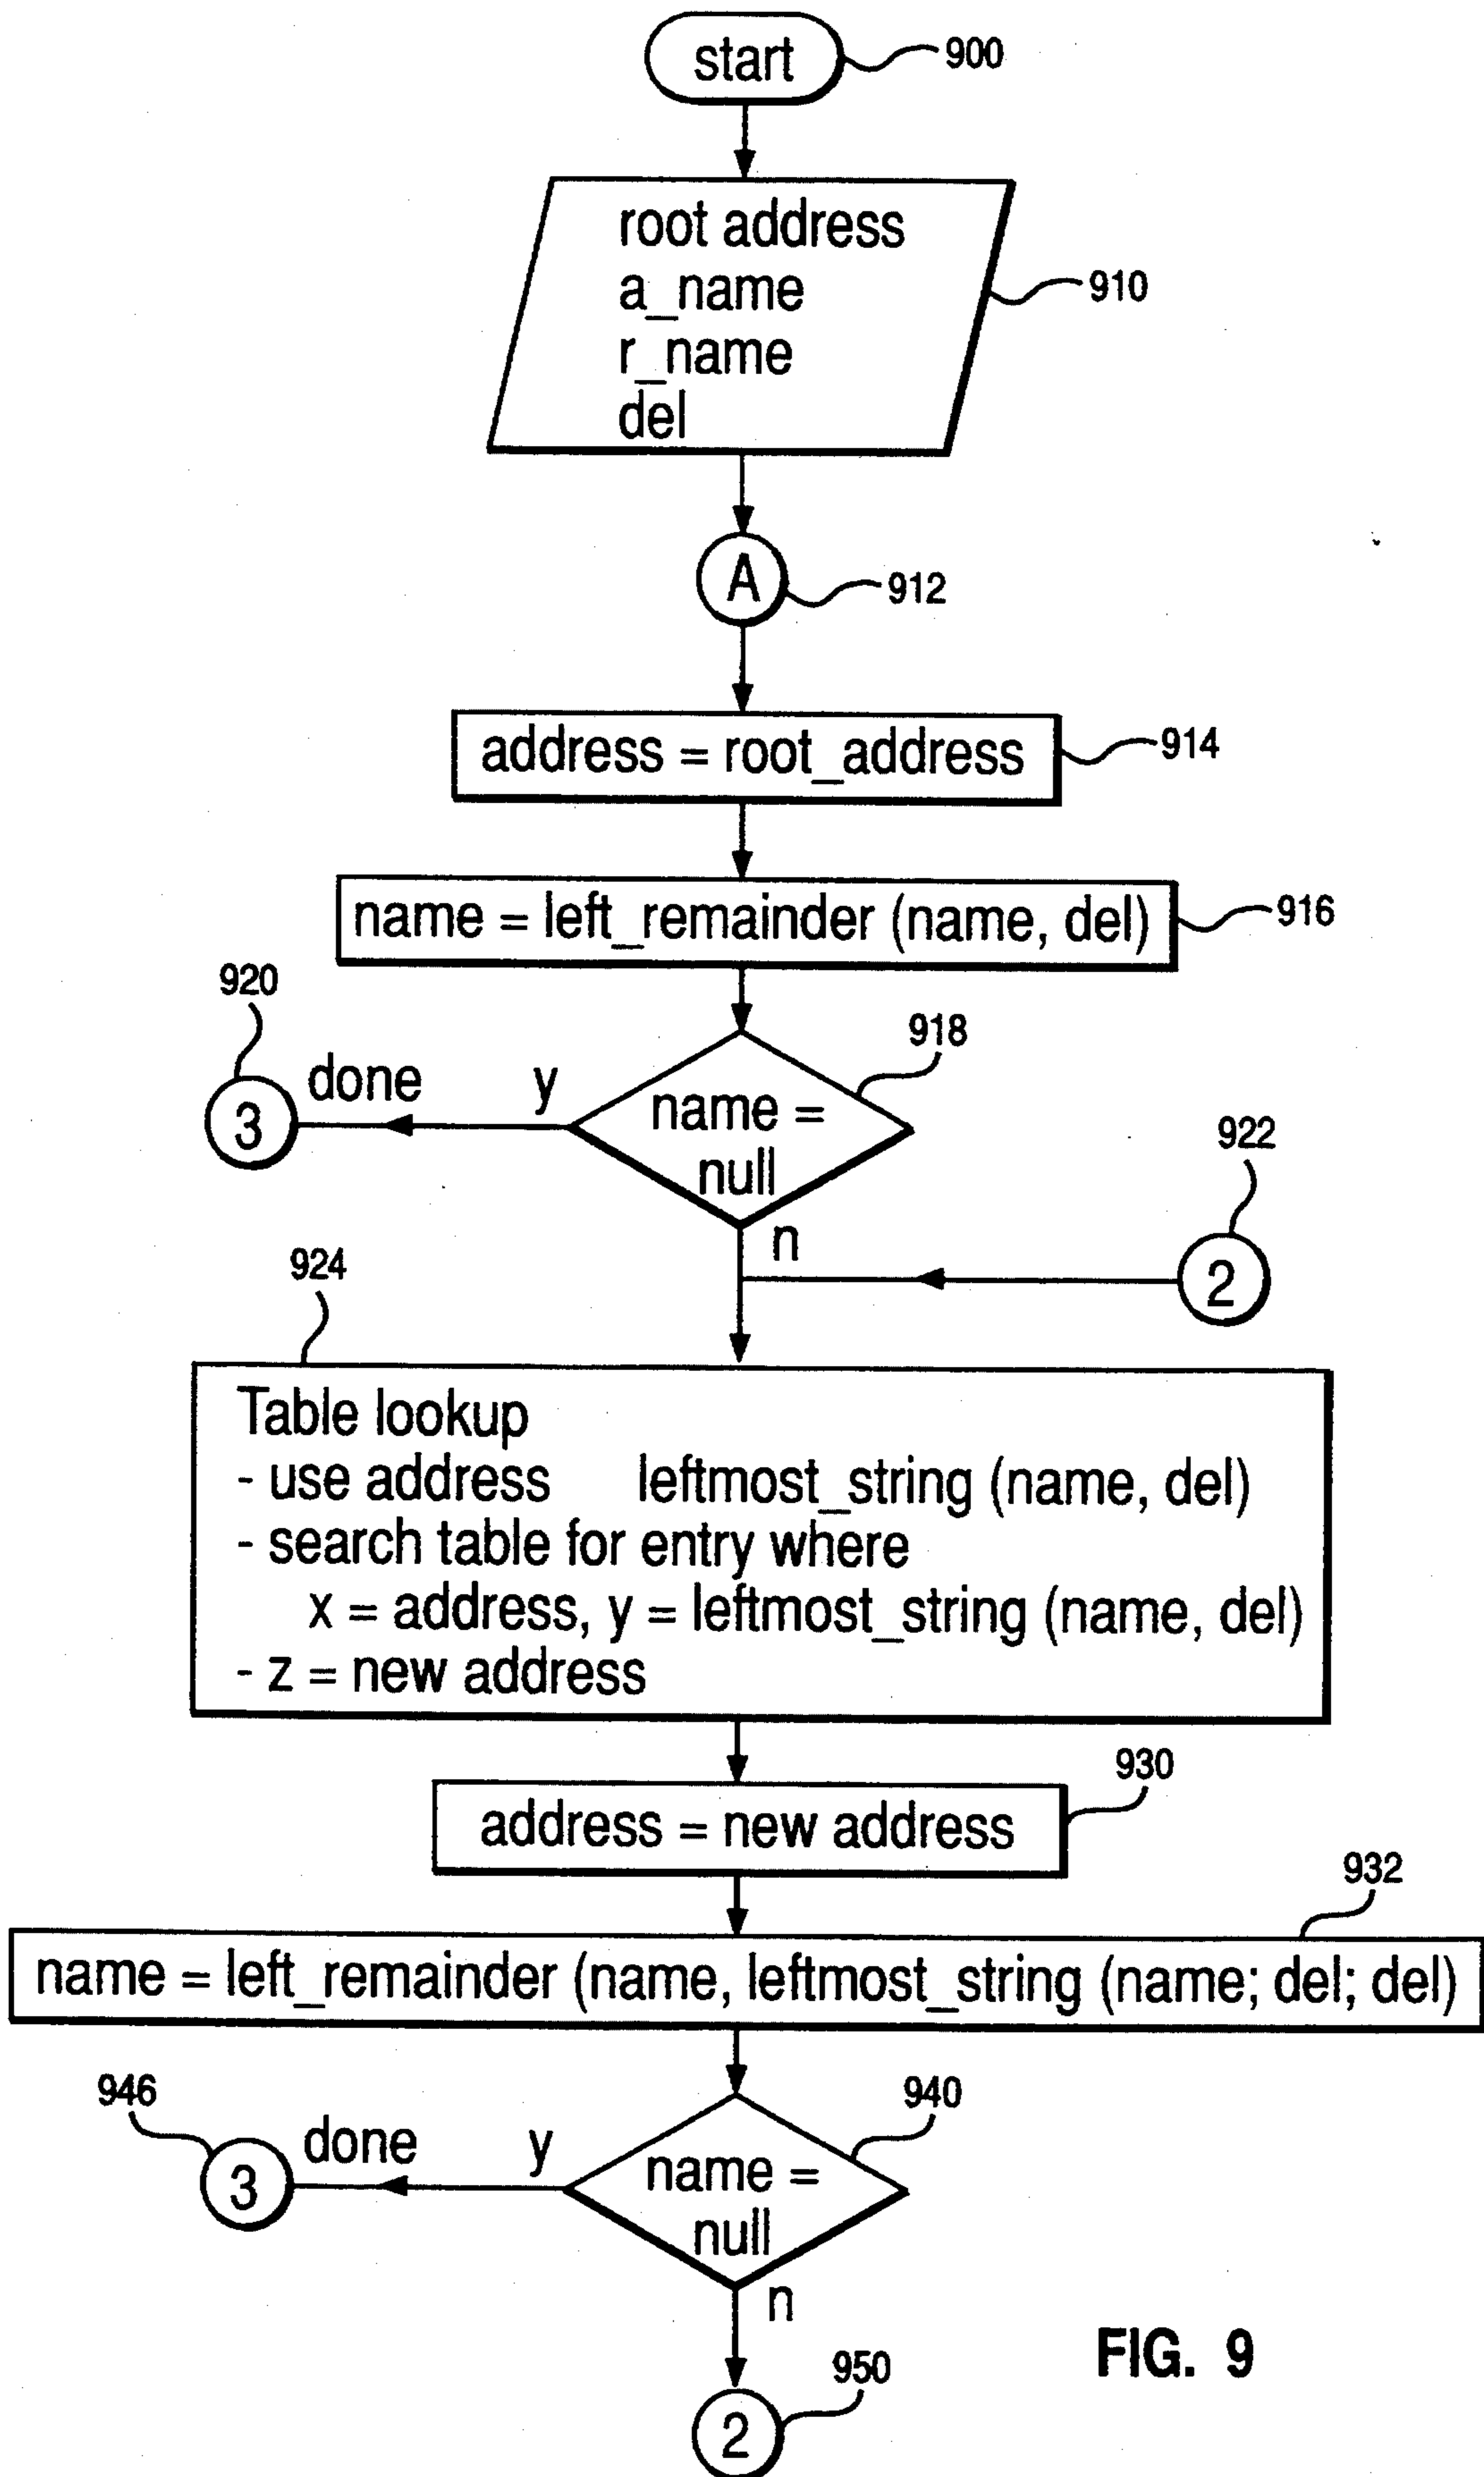 start
900
root address
a_name
r_name
del
910
A
912
address = root_address
914
name = left_remainder (name, del)
916
920
918
done
y
3
name =
null
922
n
2
924
Table lookup
- use address leftmost_string (name, del)
- search table for entry where
x = address, y = leftmost_string (name, del)
- z = new address
930
address = new address
932
name = left_remainder (name, leftmost_string (name; del; del)
946
940
done
y
3
name =
null
n
950
2
FIG. 9